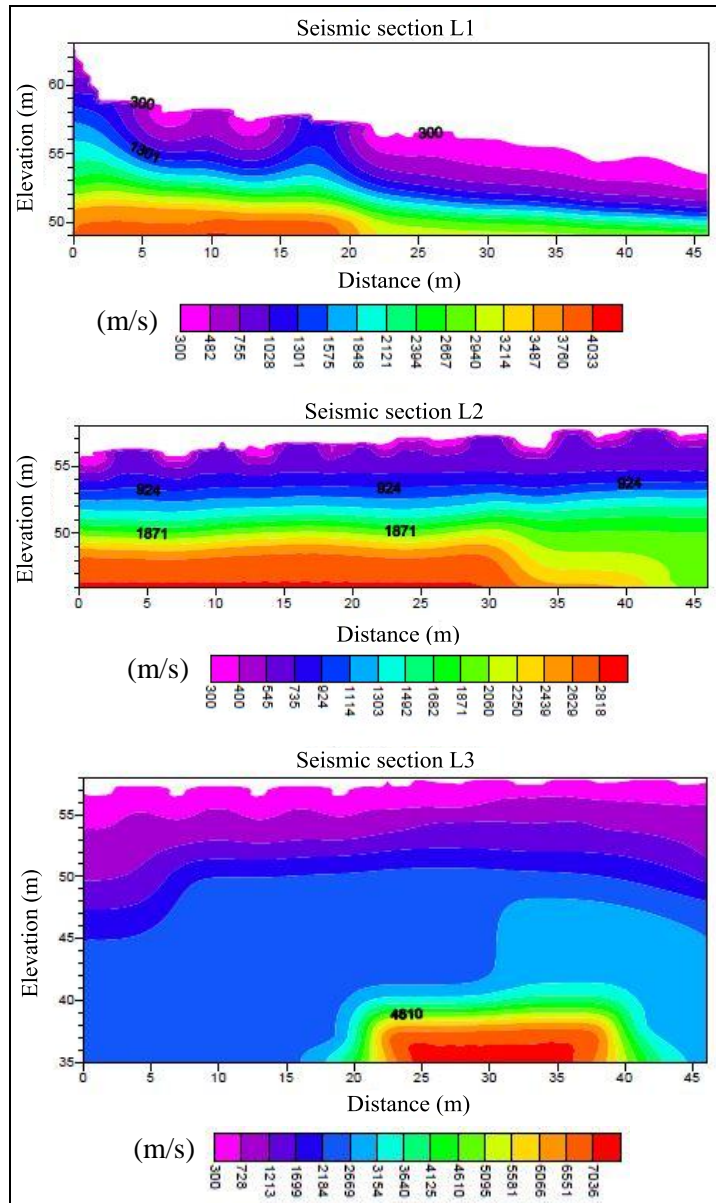 Seismic section L1
Elevation (m)
60
55
50
300
300
1301
0 5 10 15 20 25 30 35 40 45
Distance (m)
(m/s)
300 482 755 1028 1301 1575 1848 2121 2394 2667 2940 3214 3487 3760 4033
Seismic section L2
Elevation (m)
55
50
924 924 924
1871 1871
0 5 10 15 20 25 30 35 40 45
Distance (m)
(m/s)
300 400 545 735 924 1114 1303 1492 1682 1871 2060 2250 2439 2629 2818
Seismic section L3
Elevation (m)
55
50
45
40
35
4610
0 5 10 15 20 25 30 35 40 45
Distance (m)
(m/s)
300 728 1213 1699 2184 2669 3154 3640 4125 4610 5095 5581 6066 6551 7036